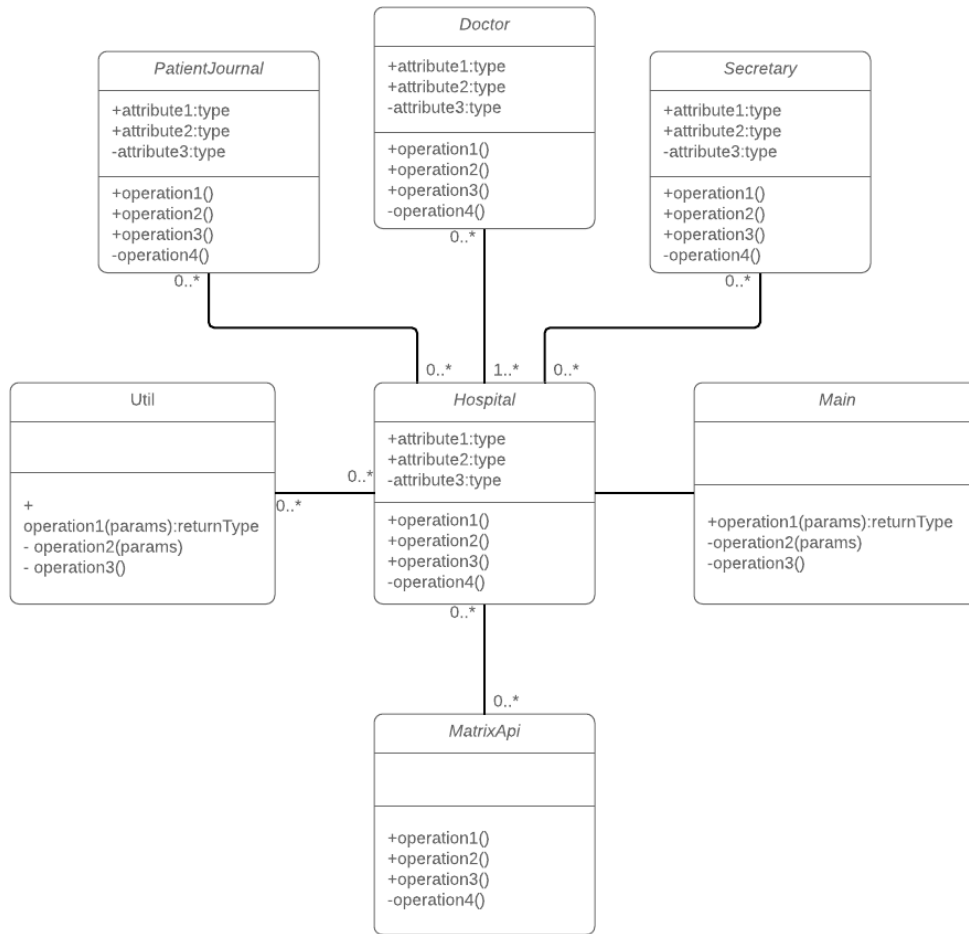 PatientJournal
+attribute1:type
+attribute2:type
-attribute3:type
+operation1()
+operation2()
+operation3()
-operation4()
0..*
Doctor
+attribute1:type
+attribute2:type
-attribute3:type
+operation1()
+operation2()
+operation3()
-operation4()
0..*
Secretary
+attribute1:type
+attribute2:type
-attribute3:type
+operation1()
+operation2()
+operation3()
-operation4()
0..*
0..*
1..*
0..*
Util
+
operation1(params):returnType
- operation2(params)
- operation3()
0..*
0..*
Hospital
+attribute1:type
+attribute2:type
-attribute3:type
+operation1()
+operation2()
+operation3()
-operation4()
0..*
Main
+operation1(params):returnType
-operation2(params)
-operation3()
0..*
MatrixApi
+operation1()
+operation2()
+operation3()
-operation4()